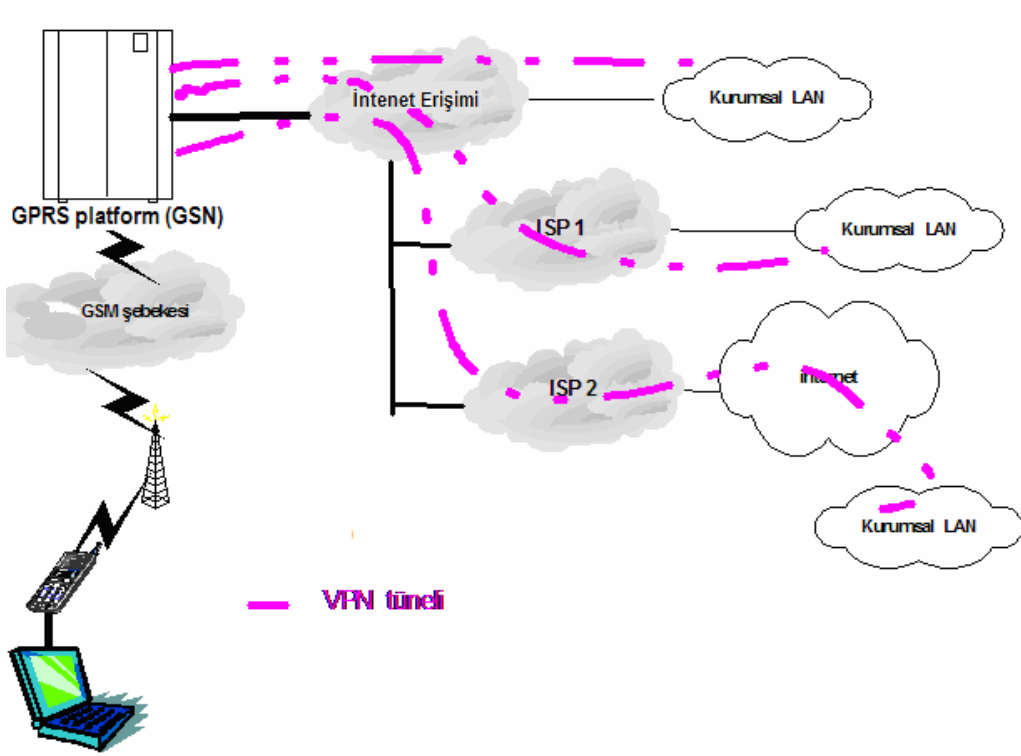 İntenet Erişimi
Kurumsal LAN
GPRS platform (GSN)
ISP 1
Kurumsal LAN
GSM şebekesi
ISP 2
internet
Kurumsal LAN
VPN tüneli